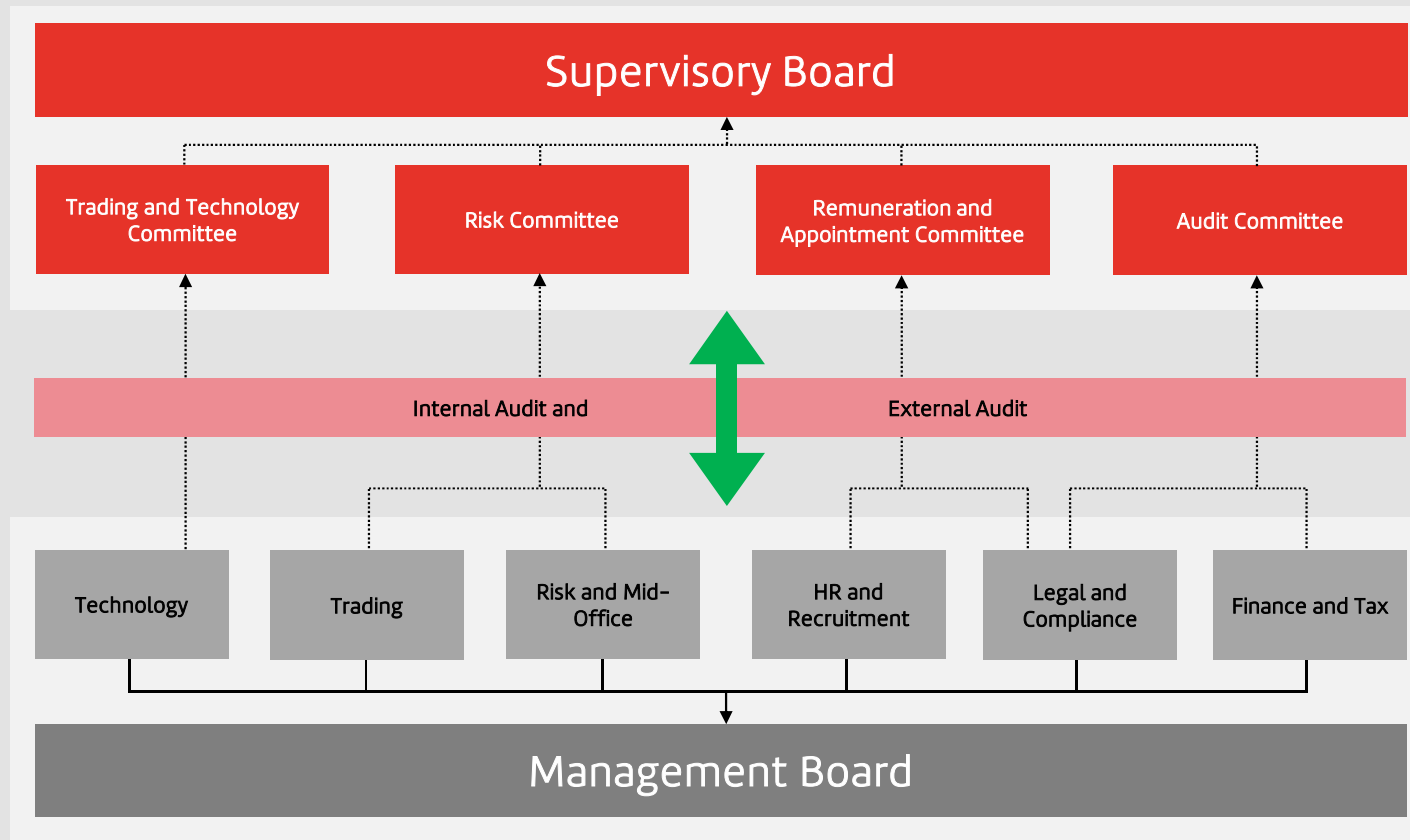 Supervisory Board
Trading and Technology
Committee
Risk Committee
Remuneration and
Appointment Committee
Audit Committee
Internal Audit and
External Audit
Technology
Trading
Risk and Mid-
Office
HR and
Recruitment
Legal and
Compliance
Finance and Tax
Management Board